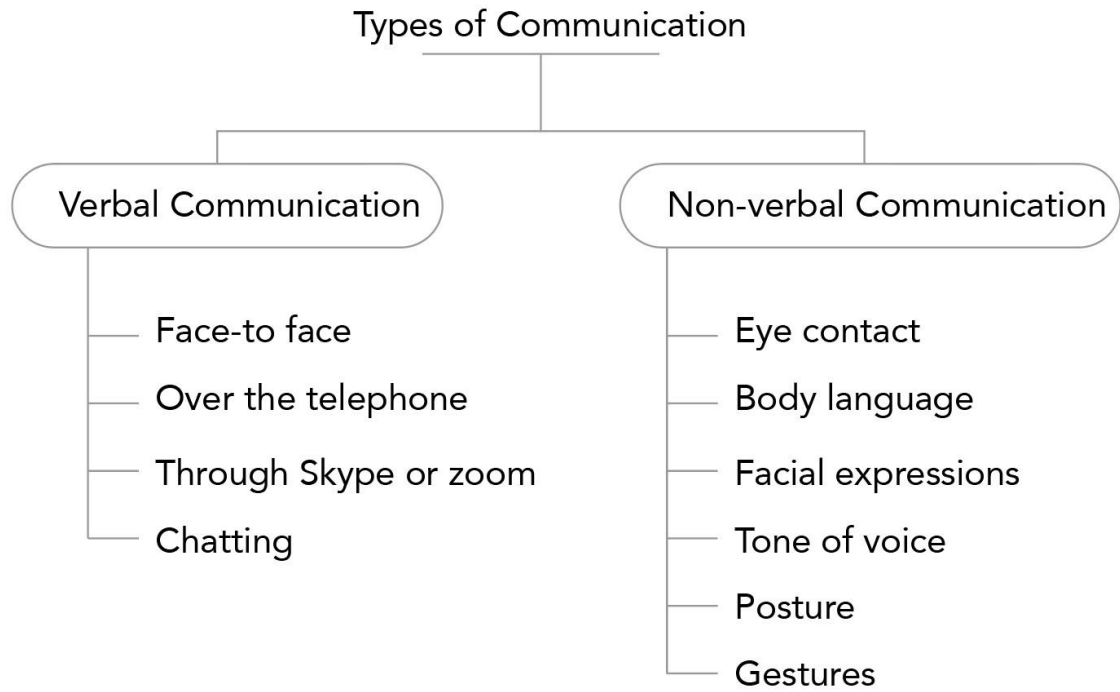 Types of Communication
Verbal Communication
Face-to face
Over the telephone
Through Skype or zoom
Chatting
Non-verbal Communication
Eye contact
Body language
Facial expressions
Tone of voice
Posture
Gestures